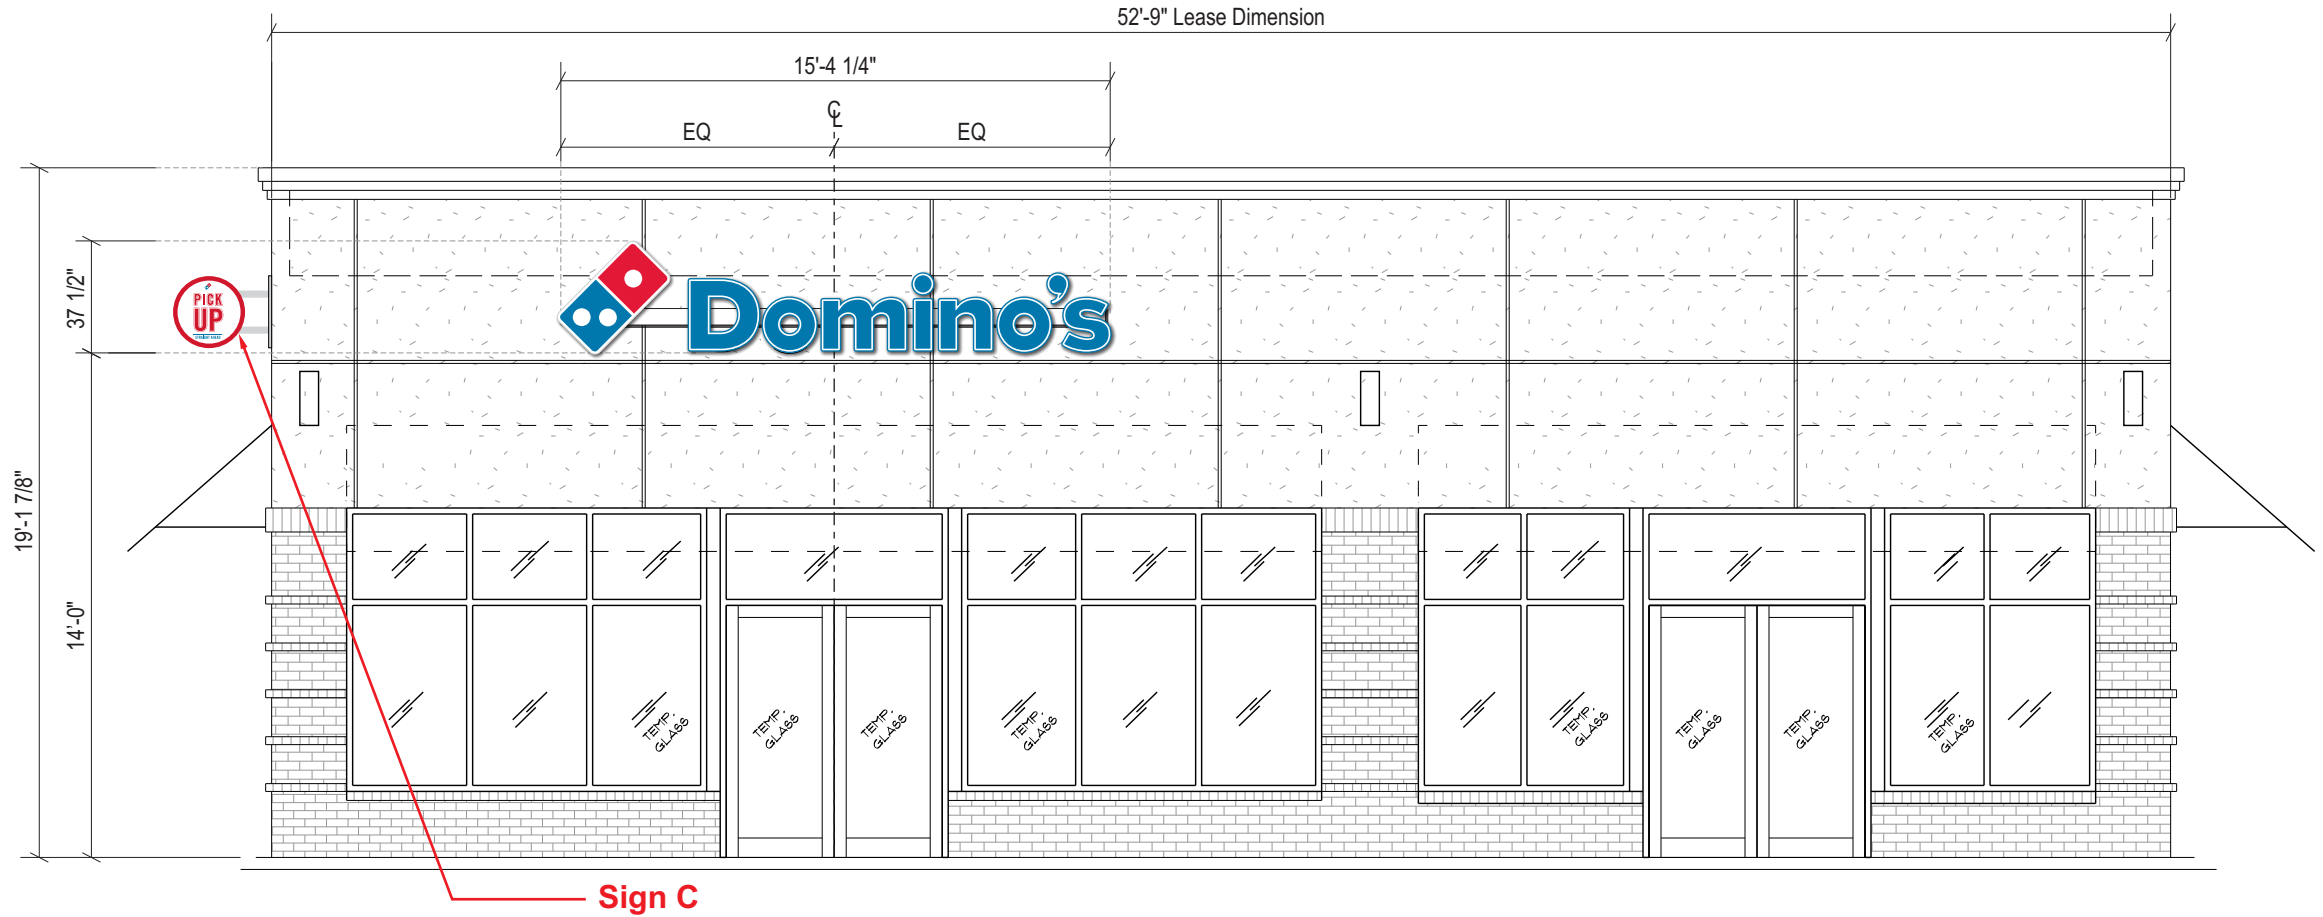 52'-9" Lease Dimension
15'-4 1/4"
℄
EQ
EQ
37 1/2"
19'-1 7/8"
14'-0"
PICK
UP
Domino's
TEMP.
GLASS
TEMP.
GLASS
TEMP.
GLASS
TEMP.
GLASS
TEMP.
GLASS
TEMP.
GLASS
TEMP.
GLASS
TEMP.
GLASS
Sign C